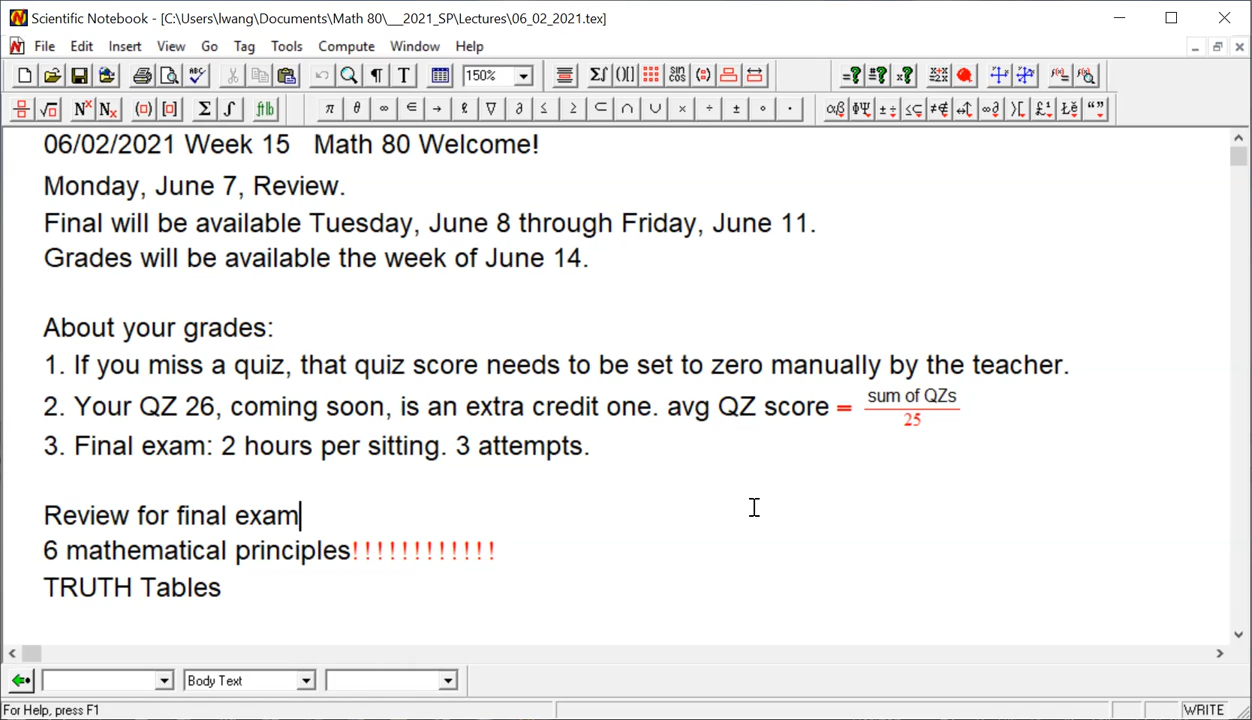 Scientific Notebook - [C:\Users\lwang\Documents\Math 80\__2021_SP\Lectures\06_02_2021.tex]
File Edit Insert View Go Tag Tools Compute Window Help
150%
06/02/2021 Week 15 Math 80 Welcome!
Monday, June 7, Review.
Final will be available Tuesday, June 8 through Friday, June 11.
Grades will be available the week of June 14.
About your grades:
1. If you miss a quiz, that quiz score needs to be set to zero manually by the teacher.
2. Your QZ 26, coming soon, is an extra credit one. avg QZ score = sum of QZs / 25
3. Final exam: 2 hours per sitting. 3 attempts.
Review for final exam
6 mathematical principles!!!!!!!!!!!!
TRUTH Tables
Body Text
For Help, press F1
WRITE